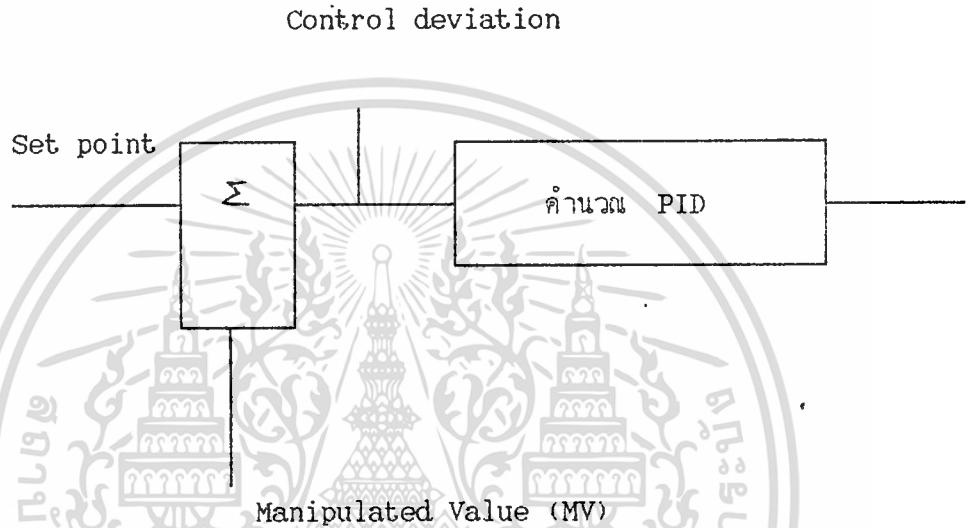 Control deviation
Set point
Σ
คำนวณ PID
Manipulated Value (MV)